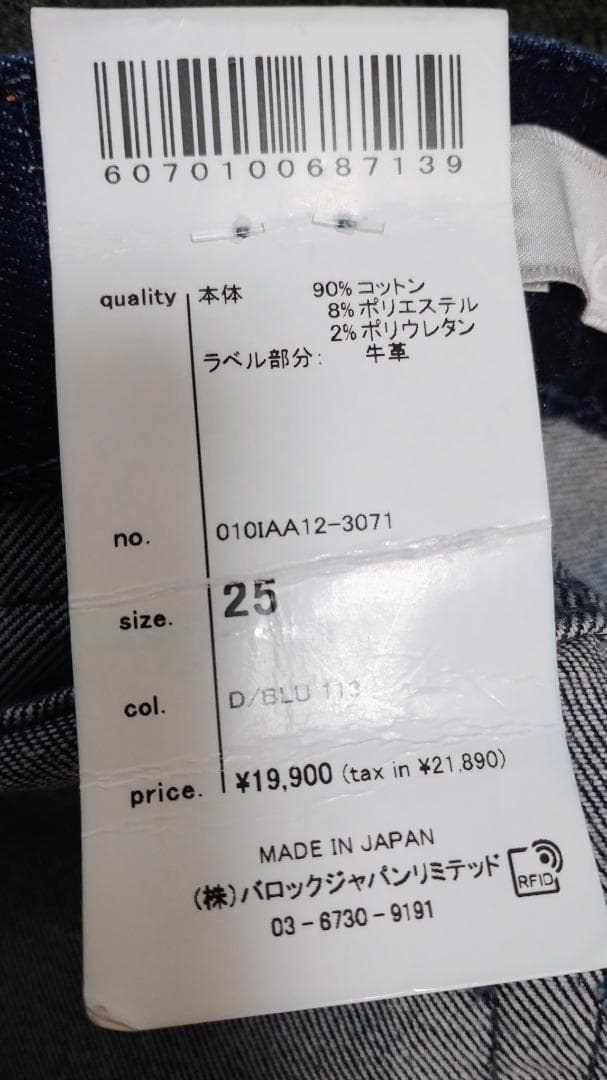 6070100687139
quality 本体 90% コットン
8% ポリエステル
2% ポリウレタン
ラベル部分: 牛革
no. 010IAA12-3071
size. 25
col. D/BLU 113
price. ¥19,900 (tax in ¥21,890)
MADE IN JAPAN
(株)バロックジャパンリミテッド
RFID
03-6730-9191